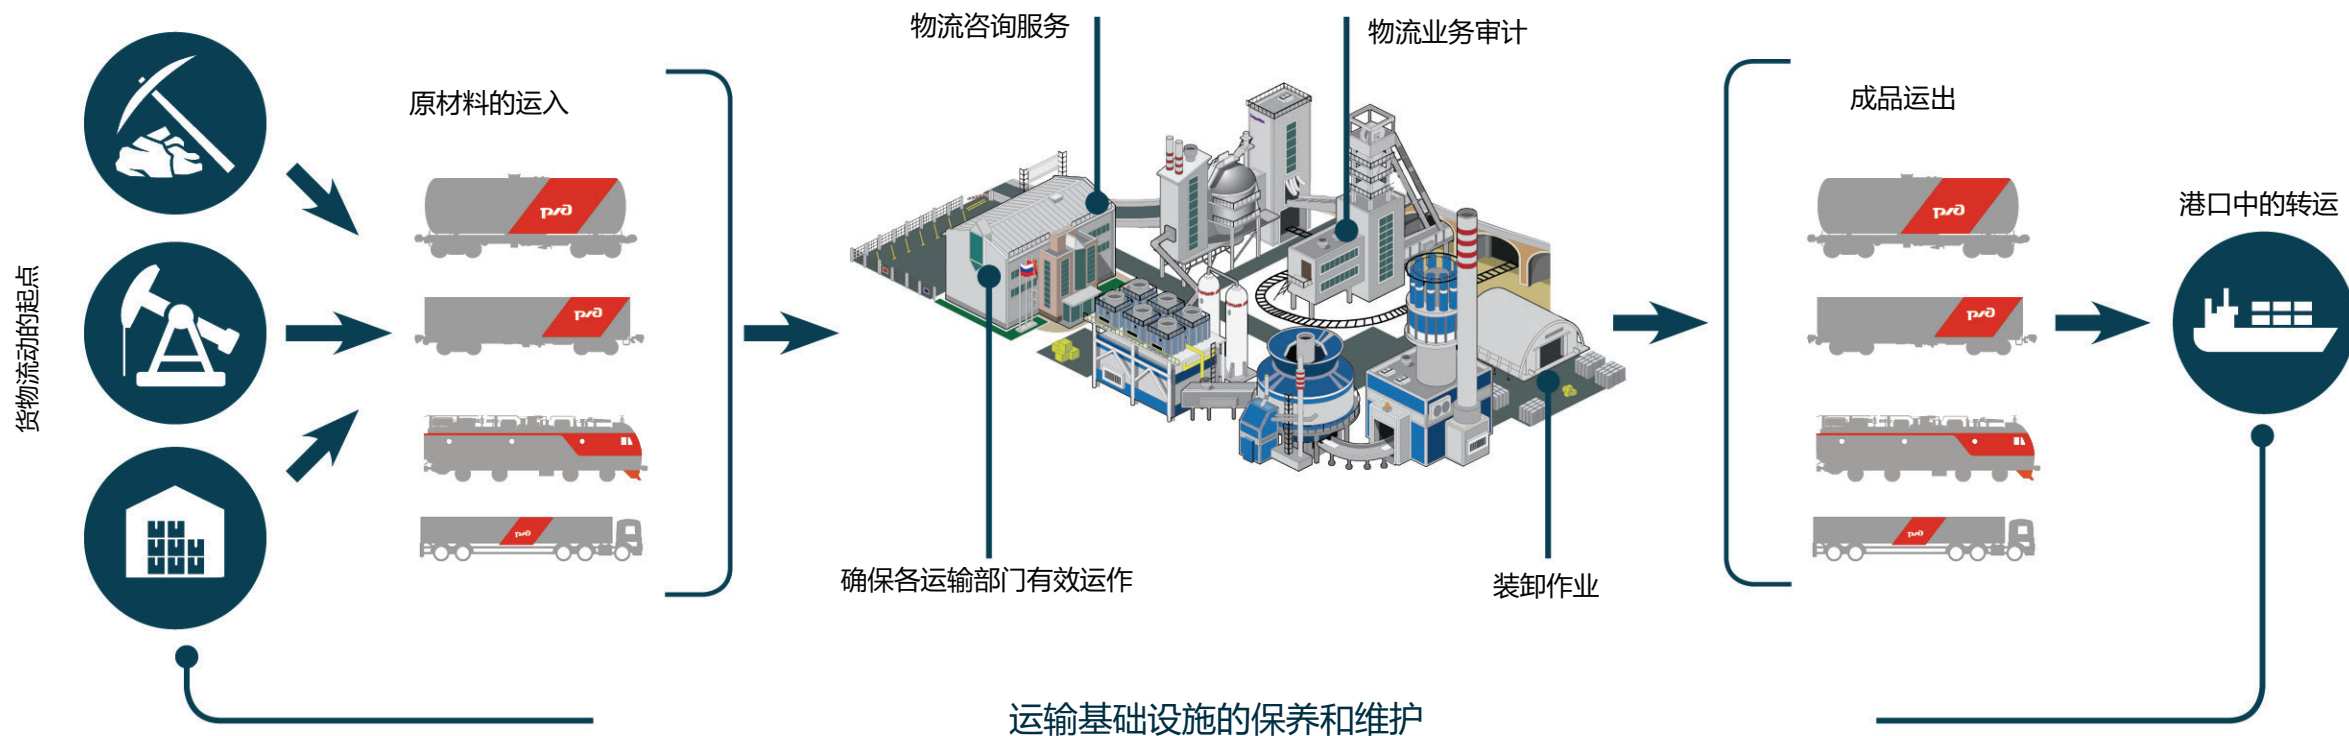 货物流动的起点
原材料的运入
物流咨询服务
物流业务审计
确保各运输部门有效运作
装卸作业
成品运出
港口中的转运
运输基础设施的保养和维护